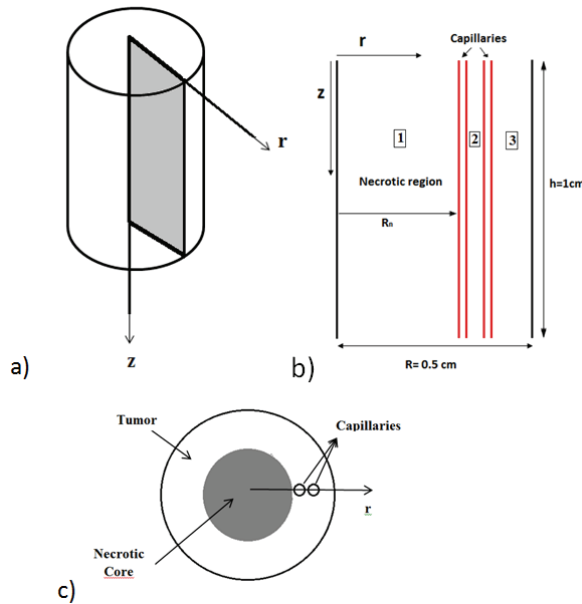 a)
r
z
b)
r
Capillaries
z
1
2
3
Necrotic region
h=1cm
Rn
R= 0.5 cm
c)
Tumor
Capillaries
r
Necrotic
Core